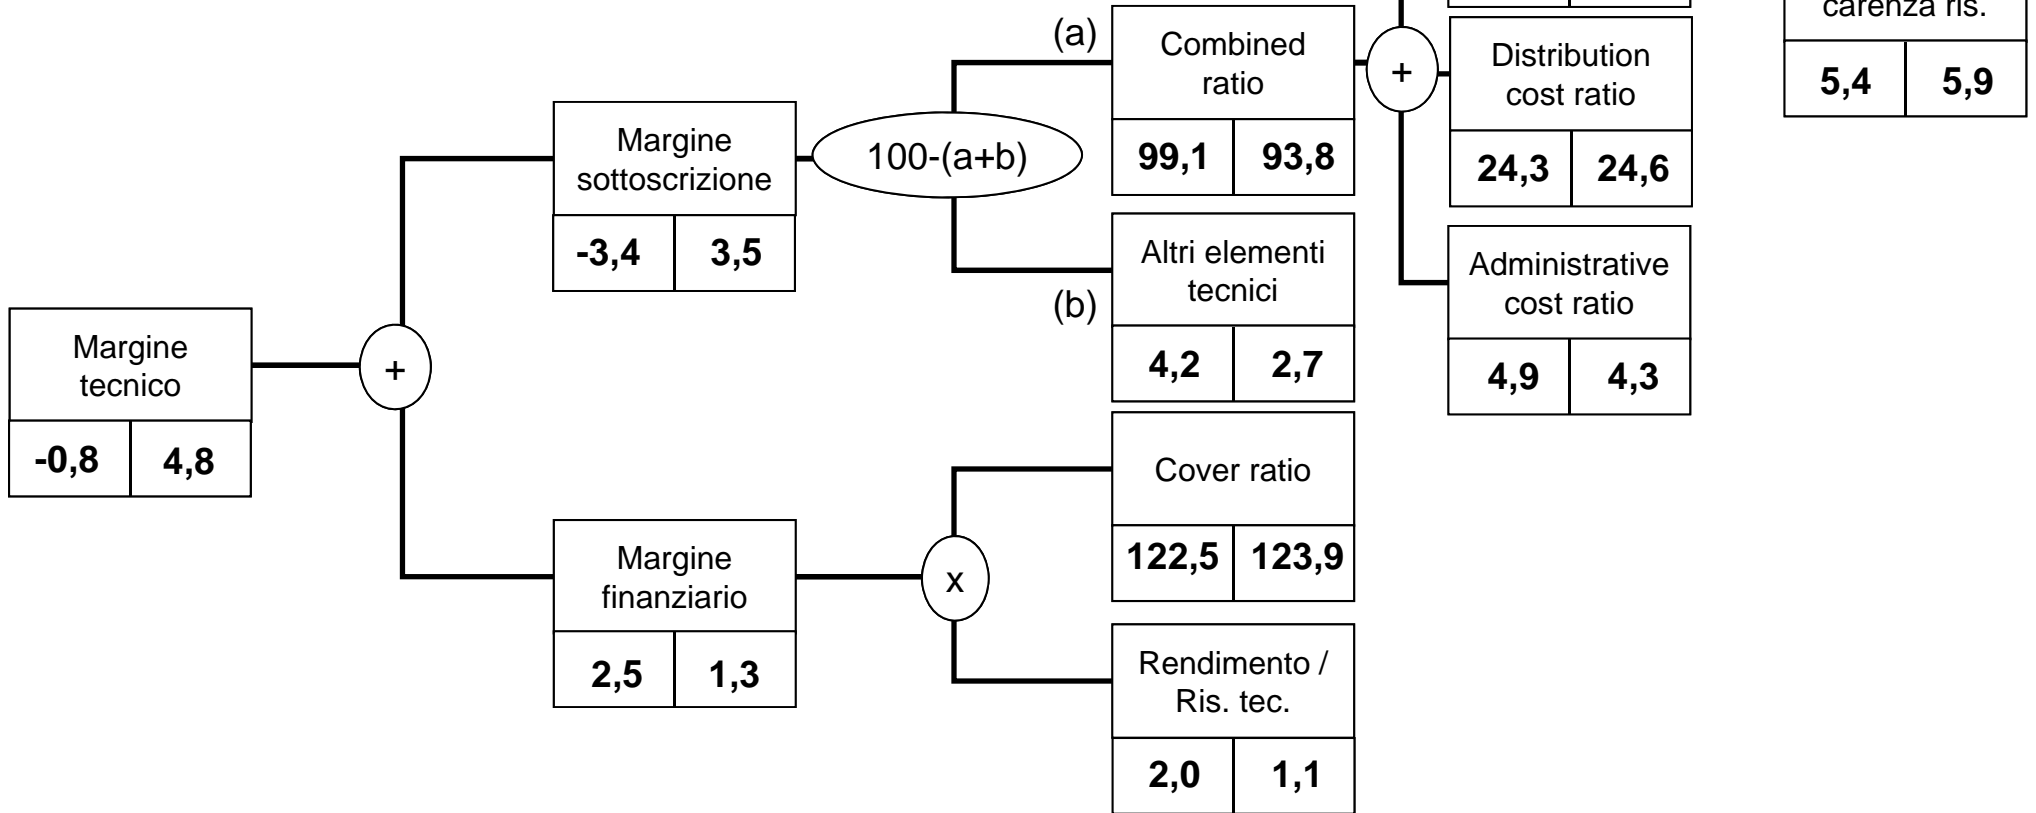 carenza ris.
5,4 5,9
(a)
Combined
ratio
99,1 93,8
+
Distribution
cost ratio
24,3 24,6
Margine
sottoscrizione
-3,4 3,5
100-(a+b)
Altri elementi
tecnici
(b)
4,2 2,7
Administrative
cost ratio
4,9 4,3
Margine
tecnico
-0,8 4,8
+
Cover ratio
122,5 123,9
Margine
finanziario
2,5 1,3
x
Rendimento /
Ris. tec.
2,0 1,1